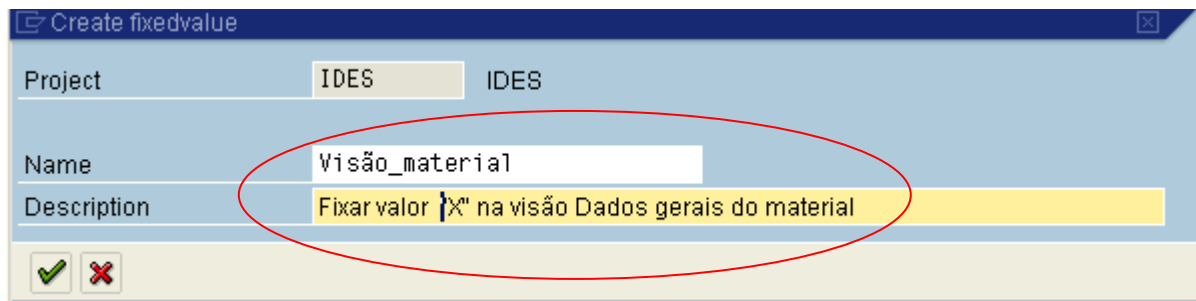 Create fixedvalue
Project IDES IDES
Name Visão_material
Description Fixar valor "X" na visão Dados gerais do material